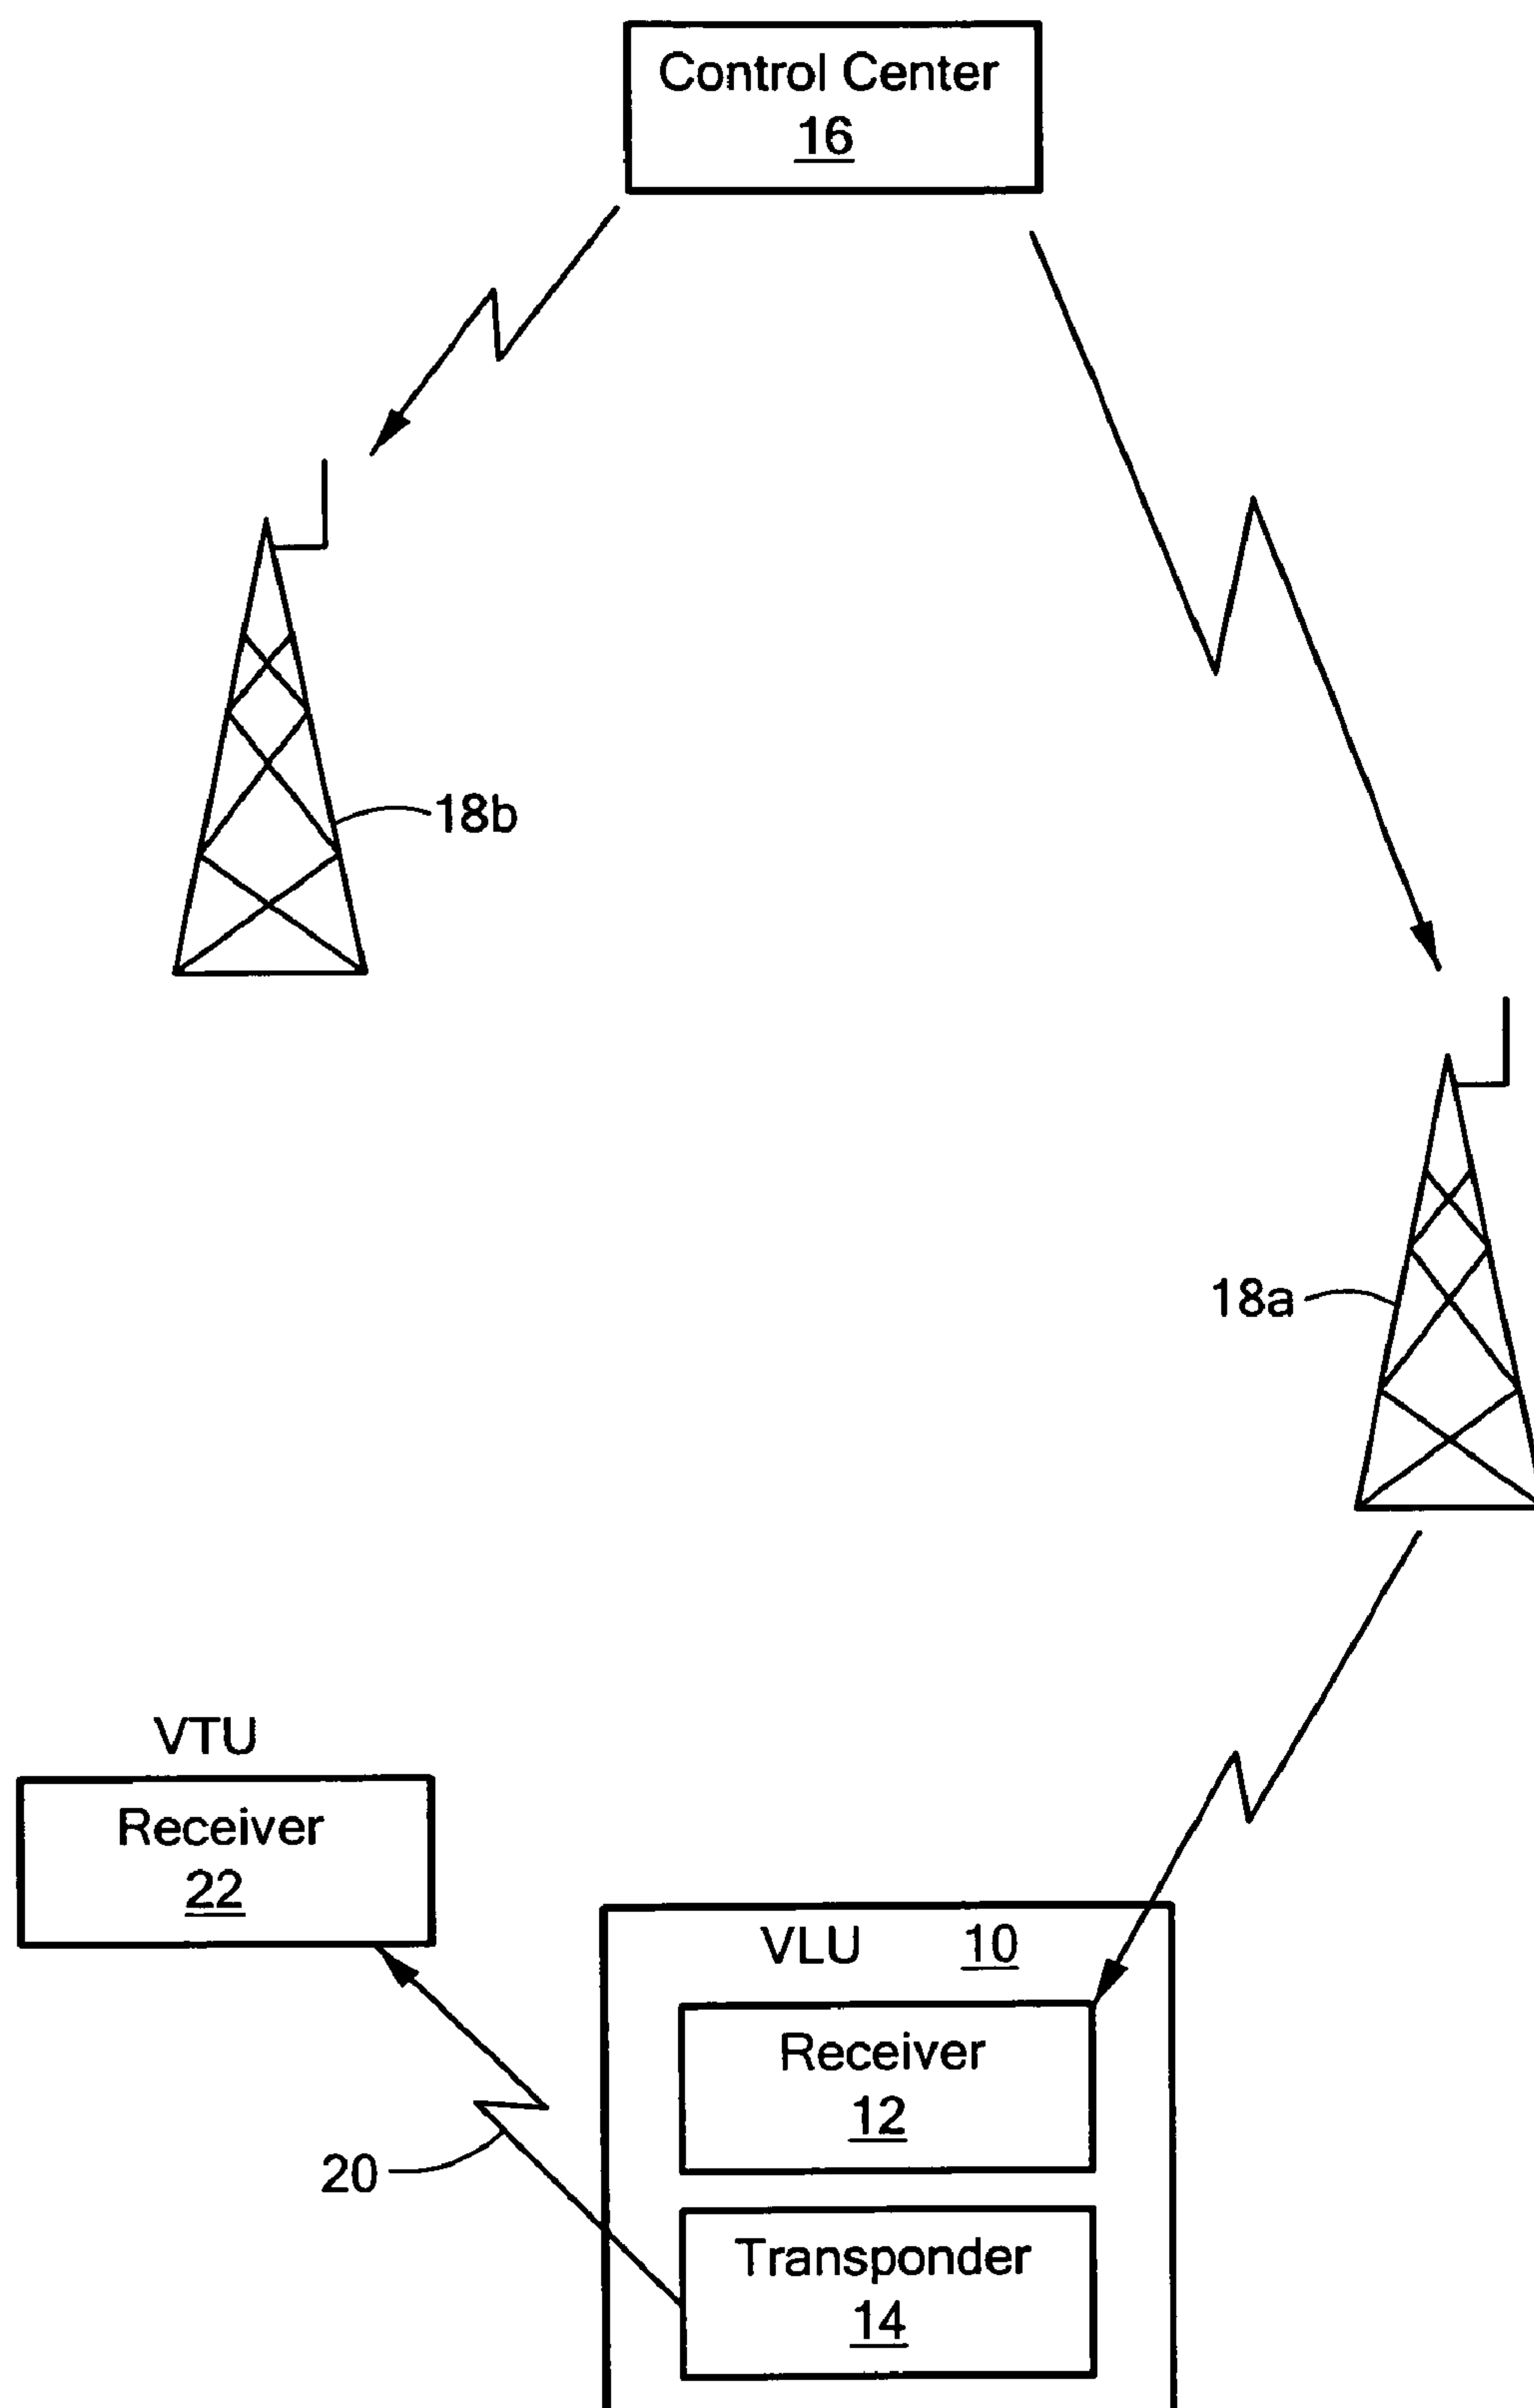 Control Center
16
18b
18a
VTU
Receiver
22
VLU 10
Receiver
12
20
Transponder
14